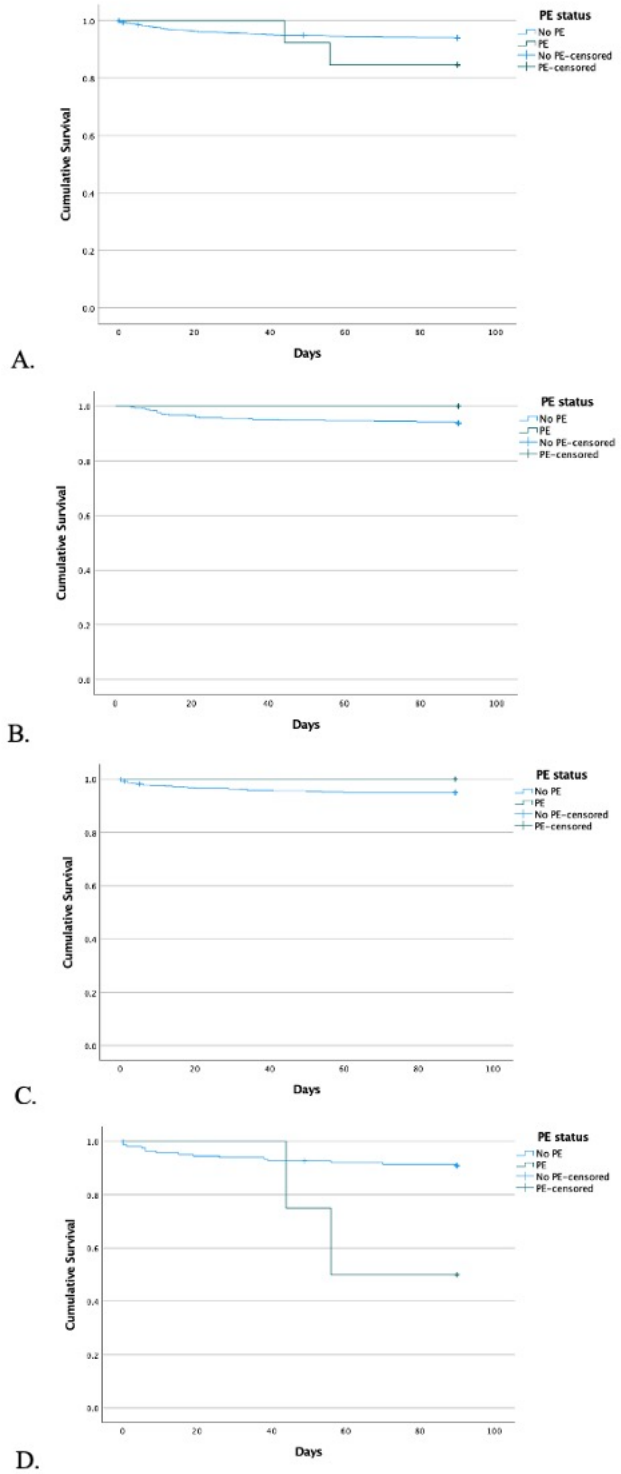 PE status
No PE
PE
No PE-censored
PE-censored
1.0
0.8
0.6
0.4
0.2
0.0
Cumulative Survival
0 20 40 60 80 100
Days
A.
PE status
No PE
PE
No PE-censored
PE-censored
1.0
0.8
0.6
0.4
0.2
0.0
Cumulative Survival
0 20 40 60 80 100
Days
B.
PE status
No PE
PE
No PE-censored
PE-censored
1.0
0.8
0.6
0.4
0.2
0.0
Cumulative Survival
0 20 40 60 80 100
Days
C.
PE status
No PE
PE
No PE-censored
PE-censored
1.0
0.8
0.6
0.4
0.2
0.0
Cumulative Survival
0 20 40 60 80 100
Days
D.